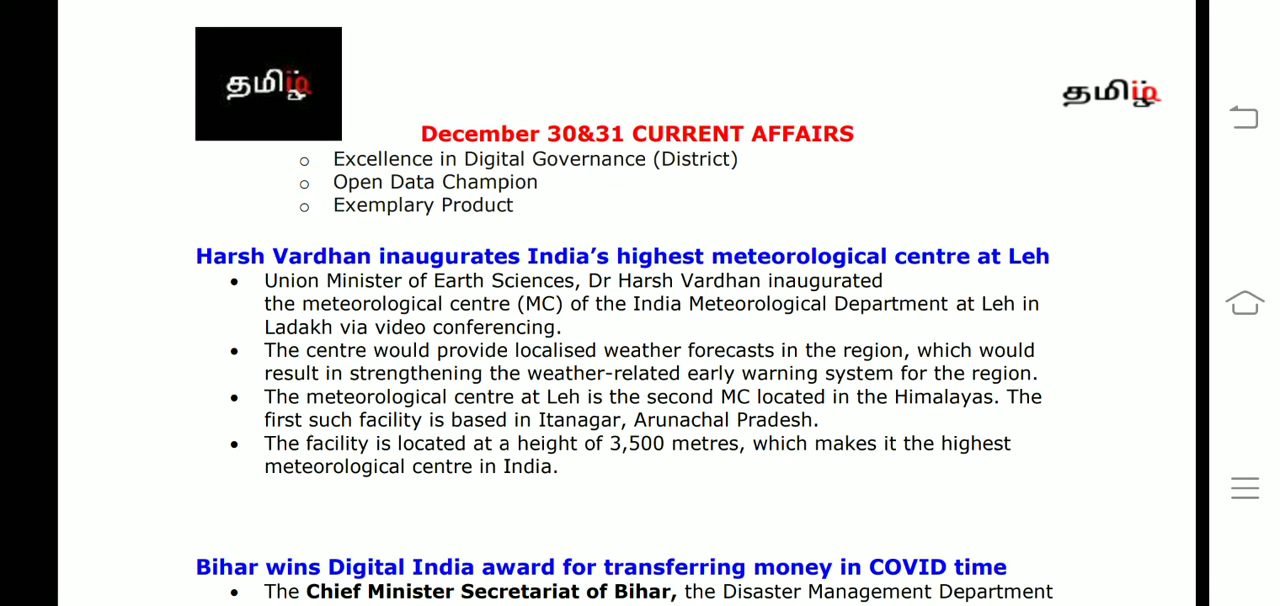 தமிழ்
தமிழ்
December 30&31 CURRENT AFFAIRS
o Excellence in Digital Governance (District)
o Open Data Champion
o Exemplary Product
Harsh Vardhan inaugurates India’s highest meteorological centre at Leh
• Union Minister of Earth Sciences, Dr Harsh Vardhan inaugurated
the meteorological centre (MC) of the India Meteorological Department at Leh in
Ladakh via video conferencing.
• The centre would provide localised weather forecasts in the region, which would
result in strengthening the weather-related early warning system for the region.
• The meteorological centre at Leh is the second MC located in the Himalayas. The
first such facility is based in Itanagar, Arunachal Pradesh.
• The facility is located at a height of 3,500 metres, which makes it the highest
meteorological centre in India.
Bihar wins Digital India award for transferring money in COVID time
• The Chief Minister Secretariat of Bihar, the Disaster Management Department